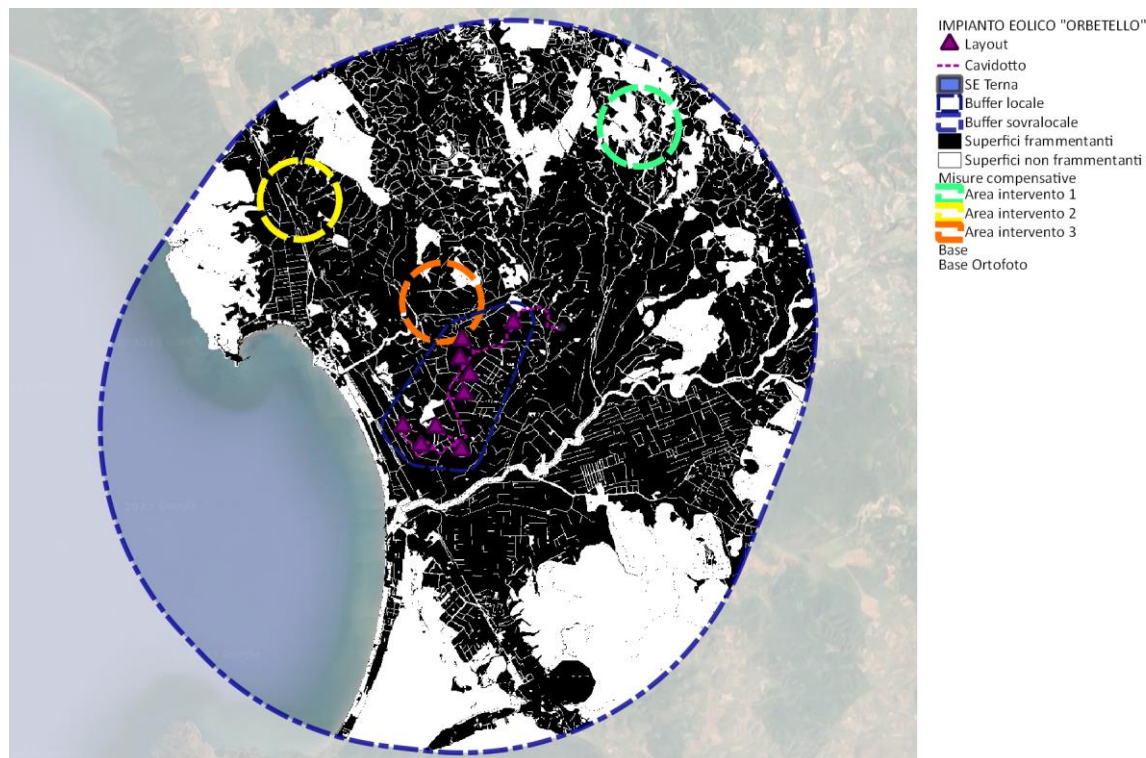 IMPIANTO EOLICO "ORBETELLO"
Layout
Cavidotto
SE Terna
Buffer locale
Buffer sovralocale
Superfici frammentanti
Superfici non frammentanti
Misure compensative
Area intervento 1
Area intervento 2
Area intervento 3
Base
Base Ortofoto